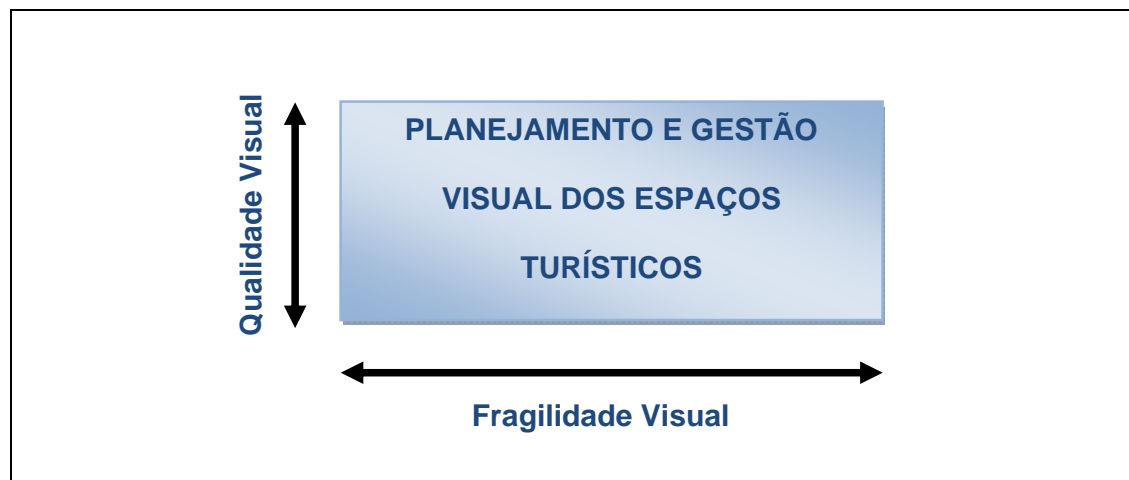 Qualidade Visual
PLANEJAMENTO E GESTÃO
VISUAL DOS ESPAÇOS
TURÍSTICOS
Fragilidade Visual